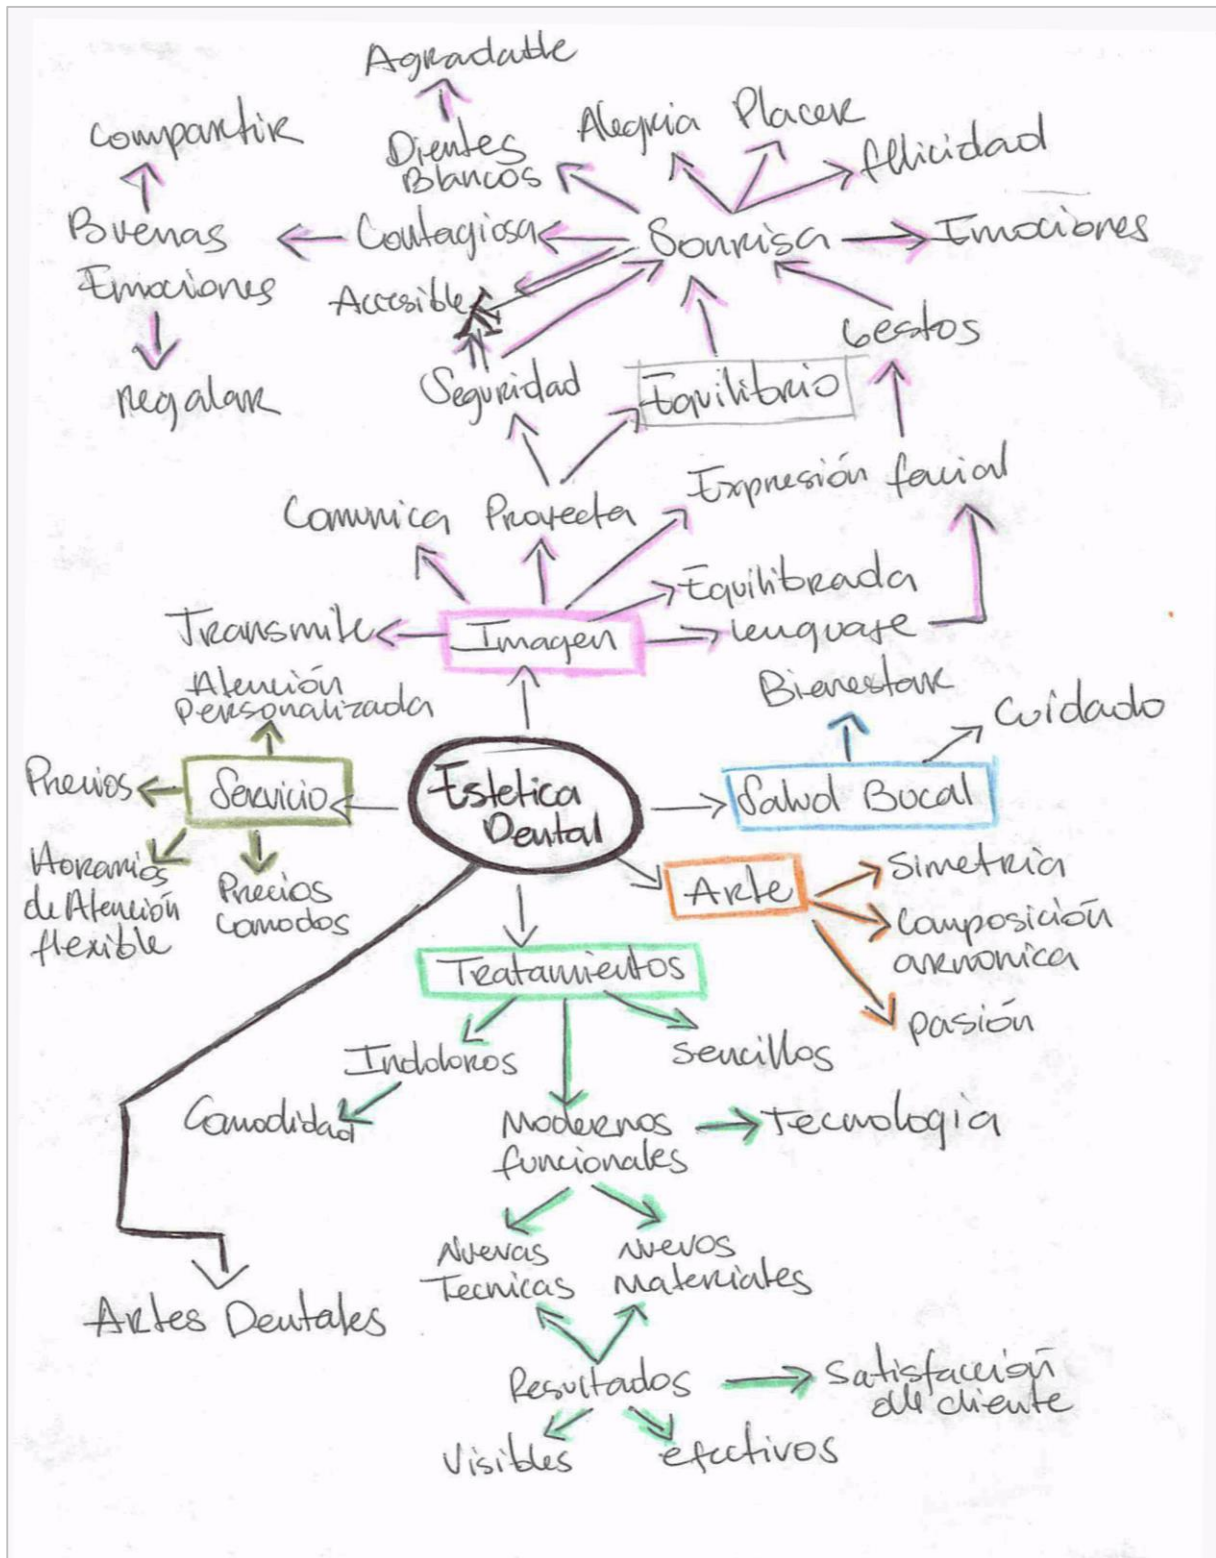 Agradable
Compartir
Alegria
Placer
felicidad
Dientes
Blancos
Buenas
Emociones
Contagiosa
Sonrisa
Emociones
Accesible
Gestos
regalar
Seguridad
Equilibrio
Expresión facial
Comunica
Proyecta
Equilibrada
Transmite
Imagen
lenguaje
Atención
Personalizada
Bienestar
Cuidado
Precios
Servicio
Estetica
Dental
Salud Bucal
Horarios
de Atención
flexible
Precios
Comodos
Arte
Simetria
Composición
armonica
pasión
Tratamientos
Indoloros
Sencillos
Comodidad
Modernos
funcionales
Tecnologia
Nuevas
Tecnicas
Nuevos
materiales
Artes Dentales
Resultados
Satisfacción
del cliente
Visibles
efectivos